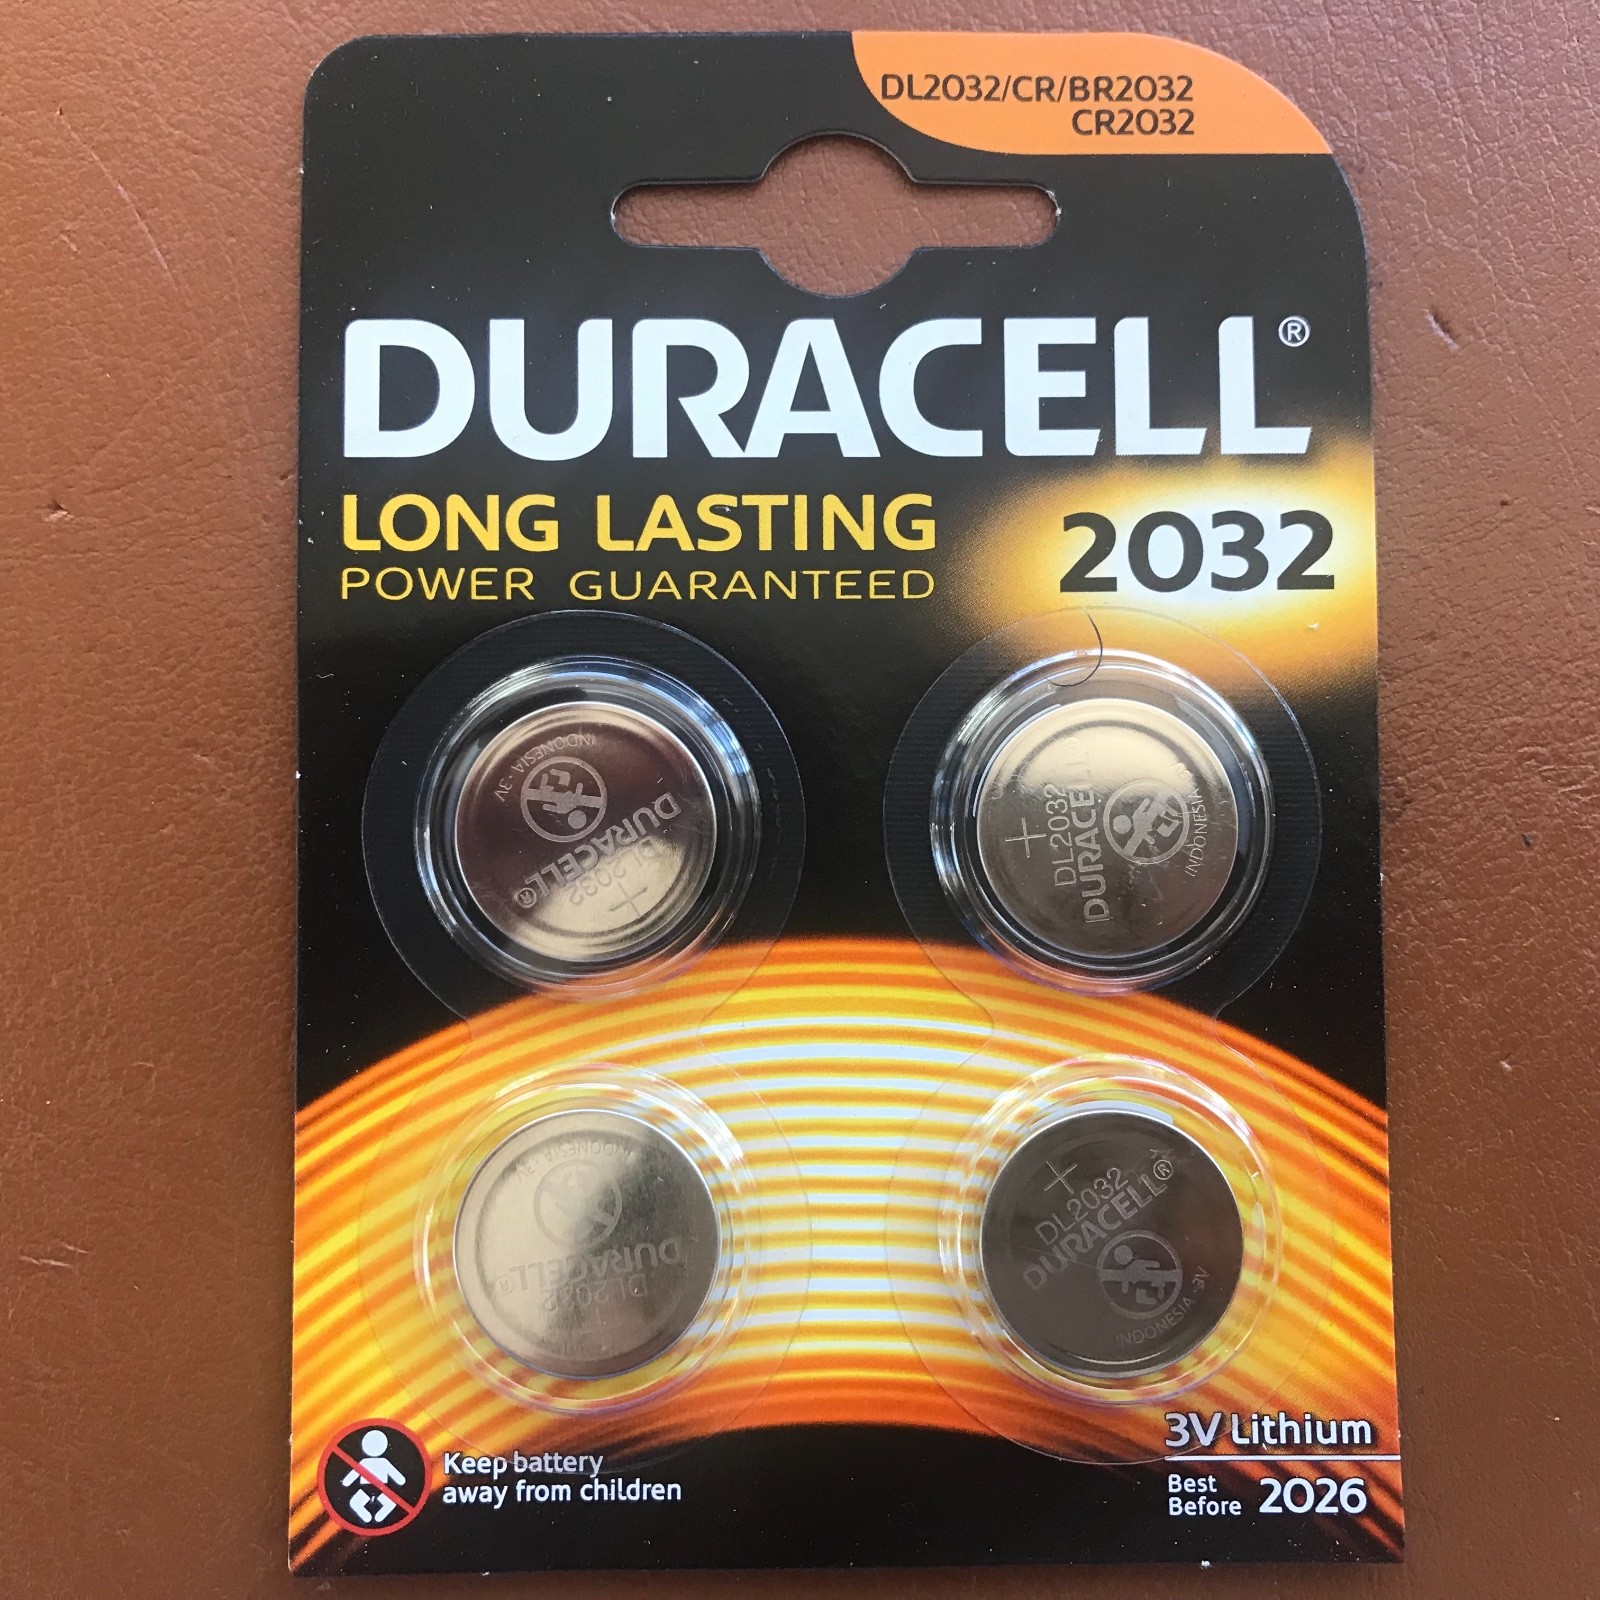 DL2032/CR/BR2032
CR2032
DURACELL®
LONG LASTING
POWER GUARANTEED
2032
INDONESIA - 3V
DURACELL®
DL2032
+
+
DL2032
DURACELL
INDONESIA
INDONESIA - 3V
DURACELL®
DL2032
+
DL2032
DURACELL®
INDONESIA - 3V
Keep battery
away from children
3V Lithium
Best
Before 2026